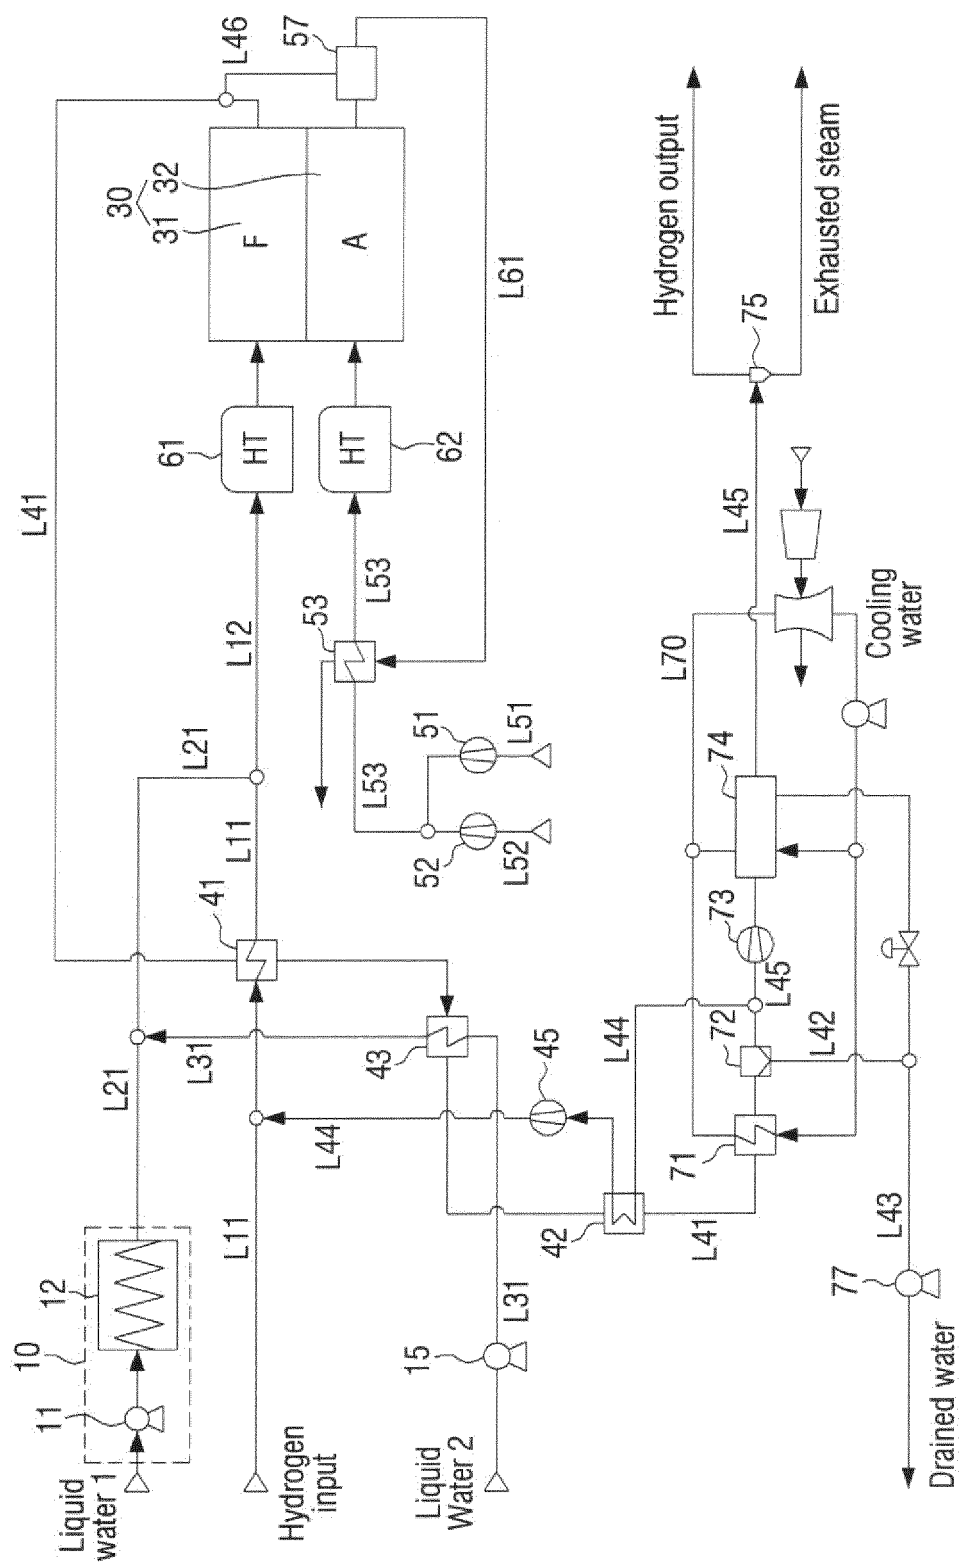 Liquid
water 1
10
11
12
L21
L31
L21
Hydrogen
input
L11
41
L11
L12
61
HT
F
30
31
32
A
L41
L46
57
L61
HT
62
53
L53
L53
51
L51
52
L52
Liquid
Water 2
15
L31
43
L44
45
42
L44
L41
71
72
L42
L45
73
74
L70
Cooling
water
L45
75
Hydrogen output
Exhausted steam
L43
77
Drained water